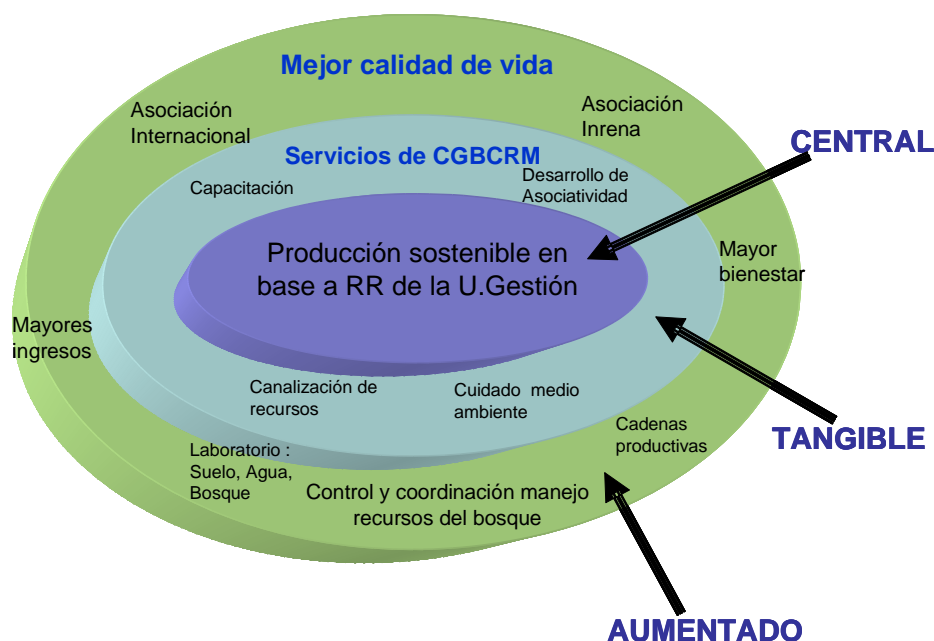 Mejor calidad de vida
Asociación
Internacional
Asociación
Inrena
CENTRAL
Servicios de CGBCRM
Capacitación
Desarrollo de
Asociatividad
Producción sostenible en
base a RR de la U.Gestión
Mayor
bienestar
Mayores
ingresos
Canalización de
recursos
Cuidado medio
ambiente
Cadenas
productivas
TANGIBLE
Laboratorio :
Suelo, Agua,
Bosque
Control y coordinación manejo
recursos del bosque
AUMENTADO